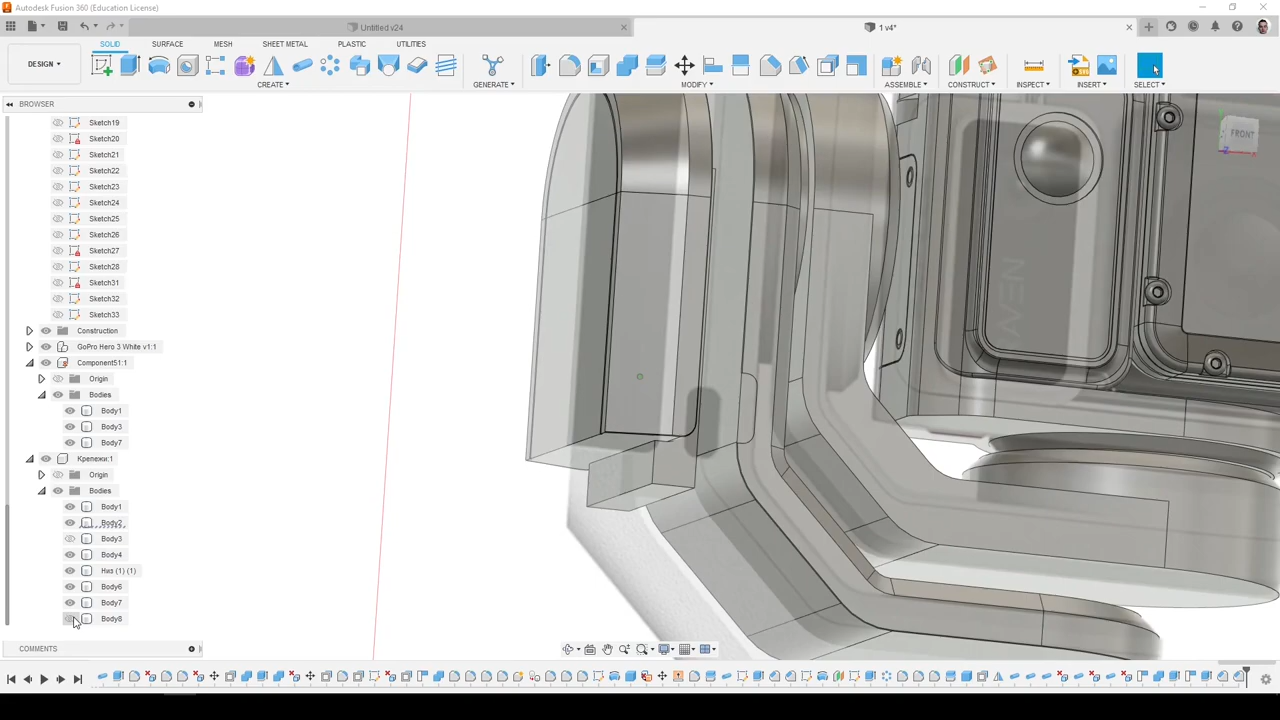 Autodesk Fusion 360 (Education License)
Untitled v24
1 v4*
DESIGN
SOLID SURFACE MESH SHEET METAL PLASTIC UTILITIES
CREATE GENERATE MODIFY ASSEMBLE CONSTRUCT INSPECT INSERT SELECT
BROWSER
Sketch19
Sketch20
Sketch21
Sketch22
Sketch23
Sketch24
Sketch25
Sketch26
Sketch27
Sketch28
Sketch31
Sketch32
Sketch33
Construction
GoPro Hero 3 White v1:1
Component51:1
Origin
Bodies
Body1
Body3
Body7
Крепежи:1
Origin
Bodies
Body1
Body2
Body3
Body4
Низ (1) (1)
Body6
Body7
Body8
COMMENTS
FRONT